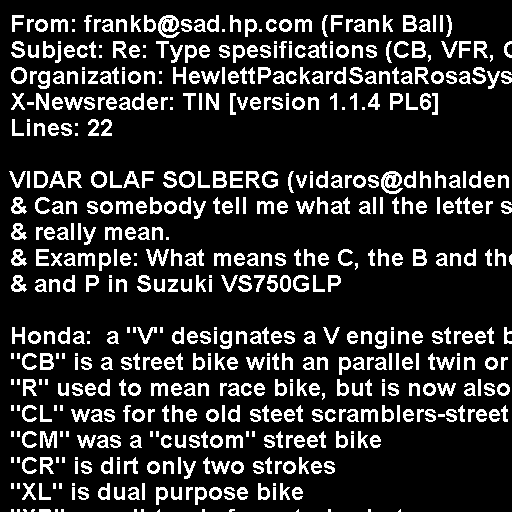 From: frankb@sad.hp.com (Frank Ball)
Subject: Re: Type spesifications (CB, VFR,
Organization: HewlettPackardSantaRosaSys
X-Newsreader: TIN [version 1.1.4 PL6]
Lines: 22
VIDAR OLAF SOLBERG (vidaros@dhhalden
& Can somebody tell me what all the letter s
& really mean.
& Example: What means the C, the B and the
& and P in Suzuki VS750GLP
Honda:  a "V" designates a V engine street b
"CB" is a street bike with an parallel twin or
"R" used to mean race bike, but is now also
"CL" was for the old steet scramblers-street
"CM" was a "custom" street bike
"CR" is dirt only two strokes
"XL" is dual purpose bike